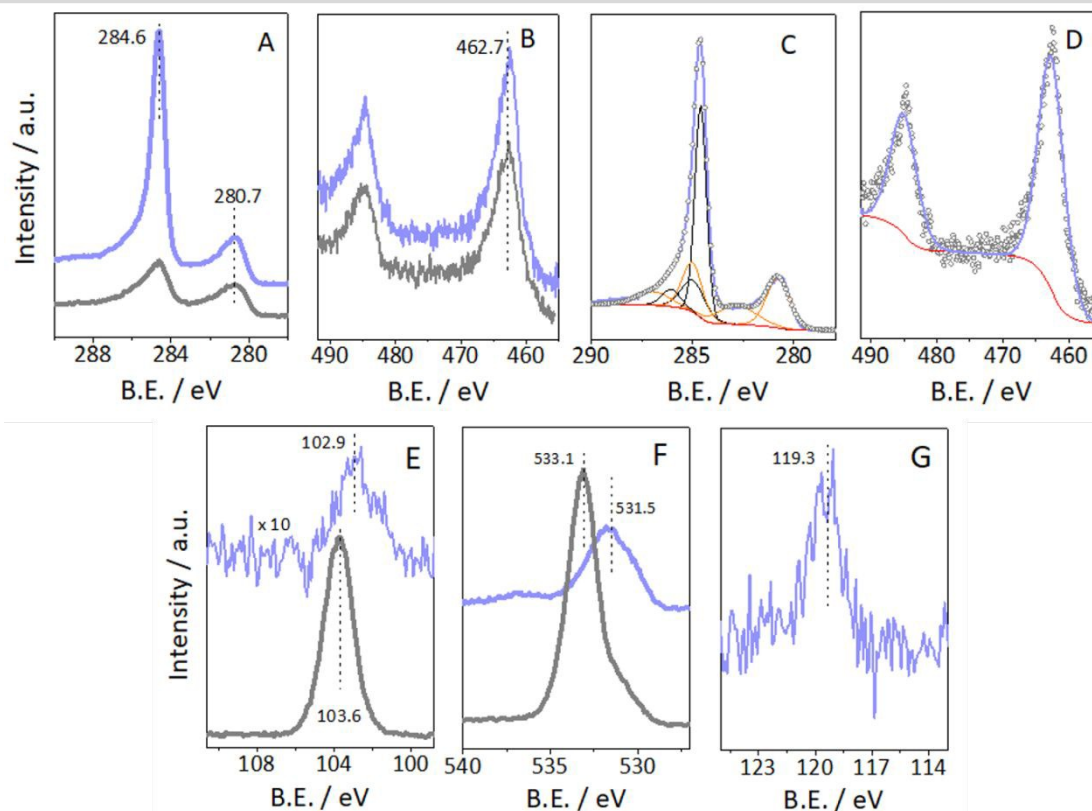 284.6
A
280.7
Intensity / a.u.
288 284 280
B.E. / eV
462.7
B
490 480 470 460
B.E. / eV
C
290 285 280
B.E. / eV
D
490 480 470 460
B.E. / eV
102.9
E
x 10
103.6
Intensity / a.u.
108 104 100
B.E. / eV
533.1
F
531.5
540 535 530
B.E. / eV
119.3
G
123 120 117 114
B.E. / eV